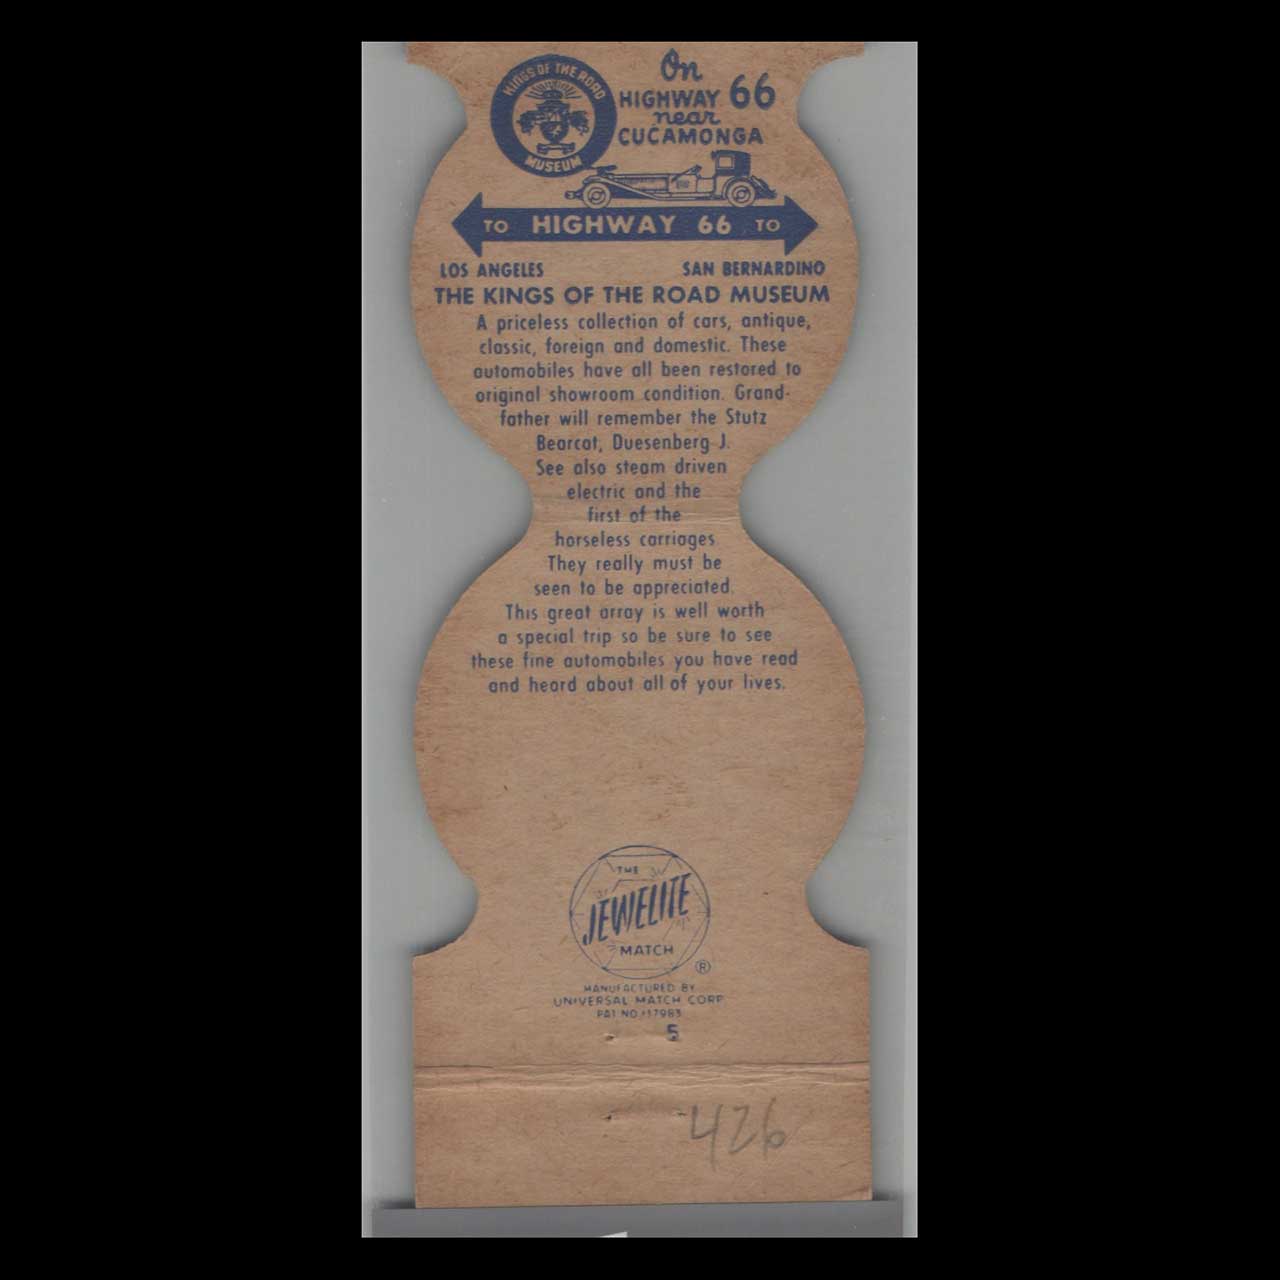 KINGS OF THE ROAD
MUSEUM
On
HIGHWAY 66
near
CUCAMONGA
TO HIGHWAY 66 TO
LOS ANGELES SAN BERNARDINO
THE KINGS OF THE ROAD MUSEUM
A priceless collection of cars, antique,
classic, foreign and domestic. These
automobiles have all been restored to
original showroom condition. Grand-
father will remember the Stutz
Bearcat, Duesenberg J.
See also steam driven
electric and the
first of the
horseless carriages
They really must be
seen to be appreciated.
This great array is well worth
a special trip so be sure to see
these fine automobiles you have read
and heard about all of your lives.
THE
JEWELITE
MATCH
®
MANUFACTURED BY
UNIVERSAL MATCH CORP
PAT NO 117983
5
426